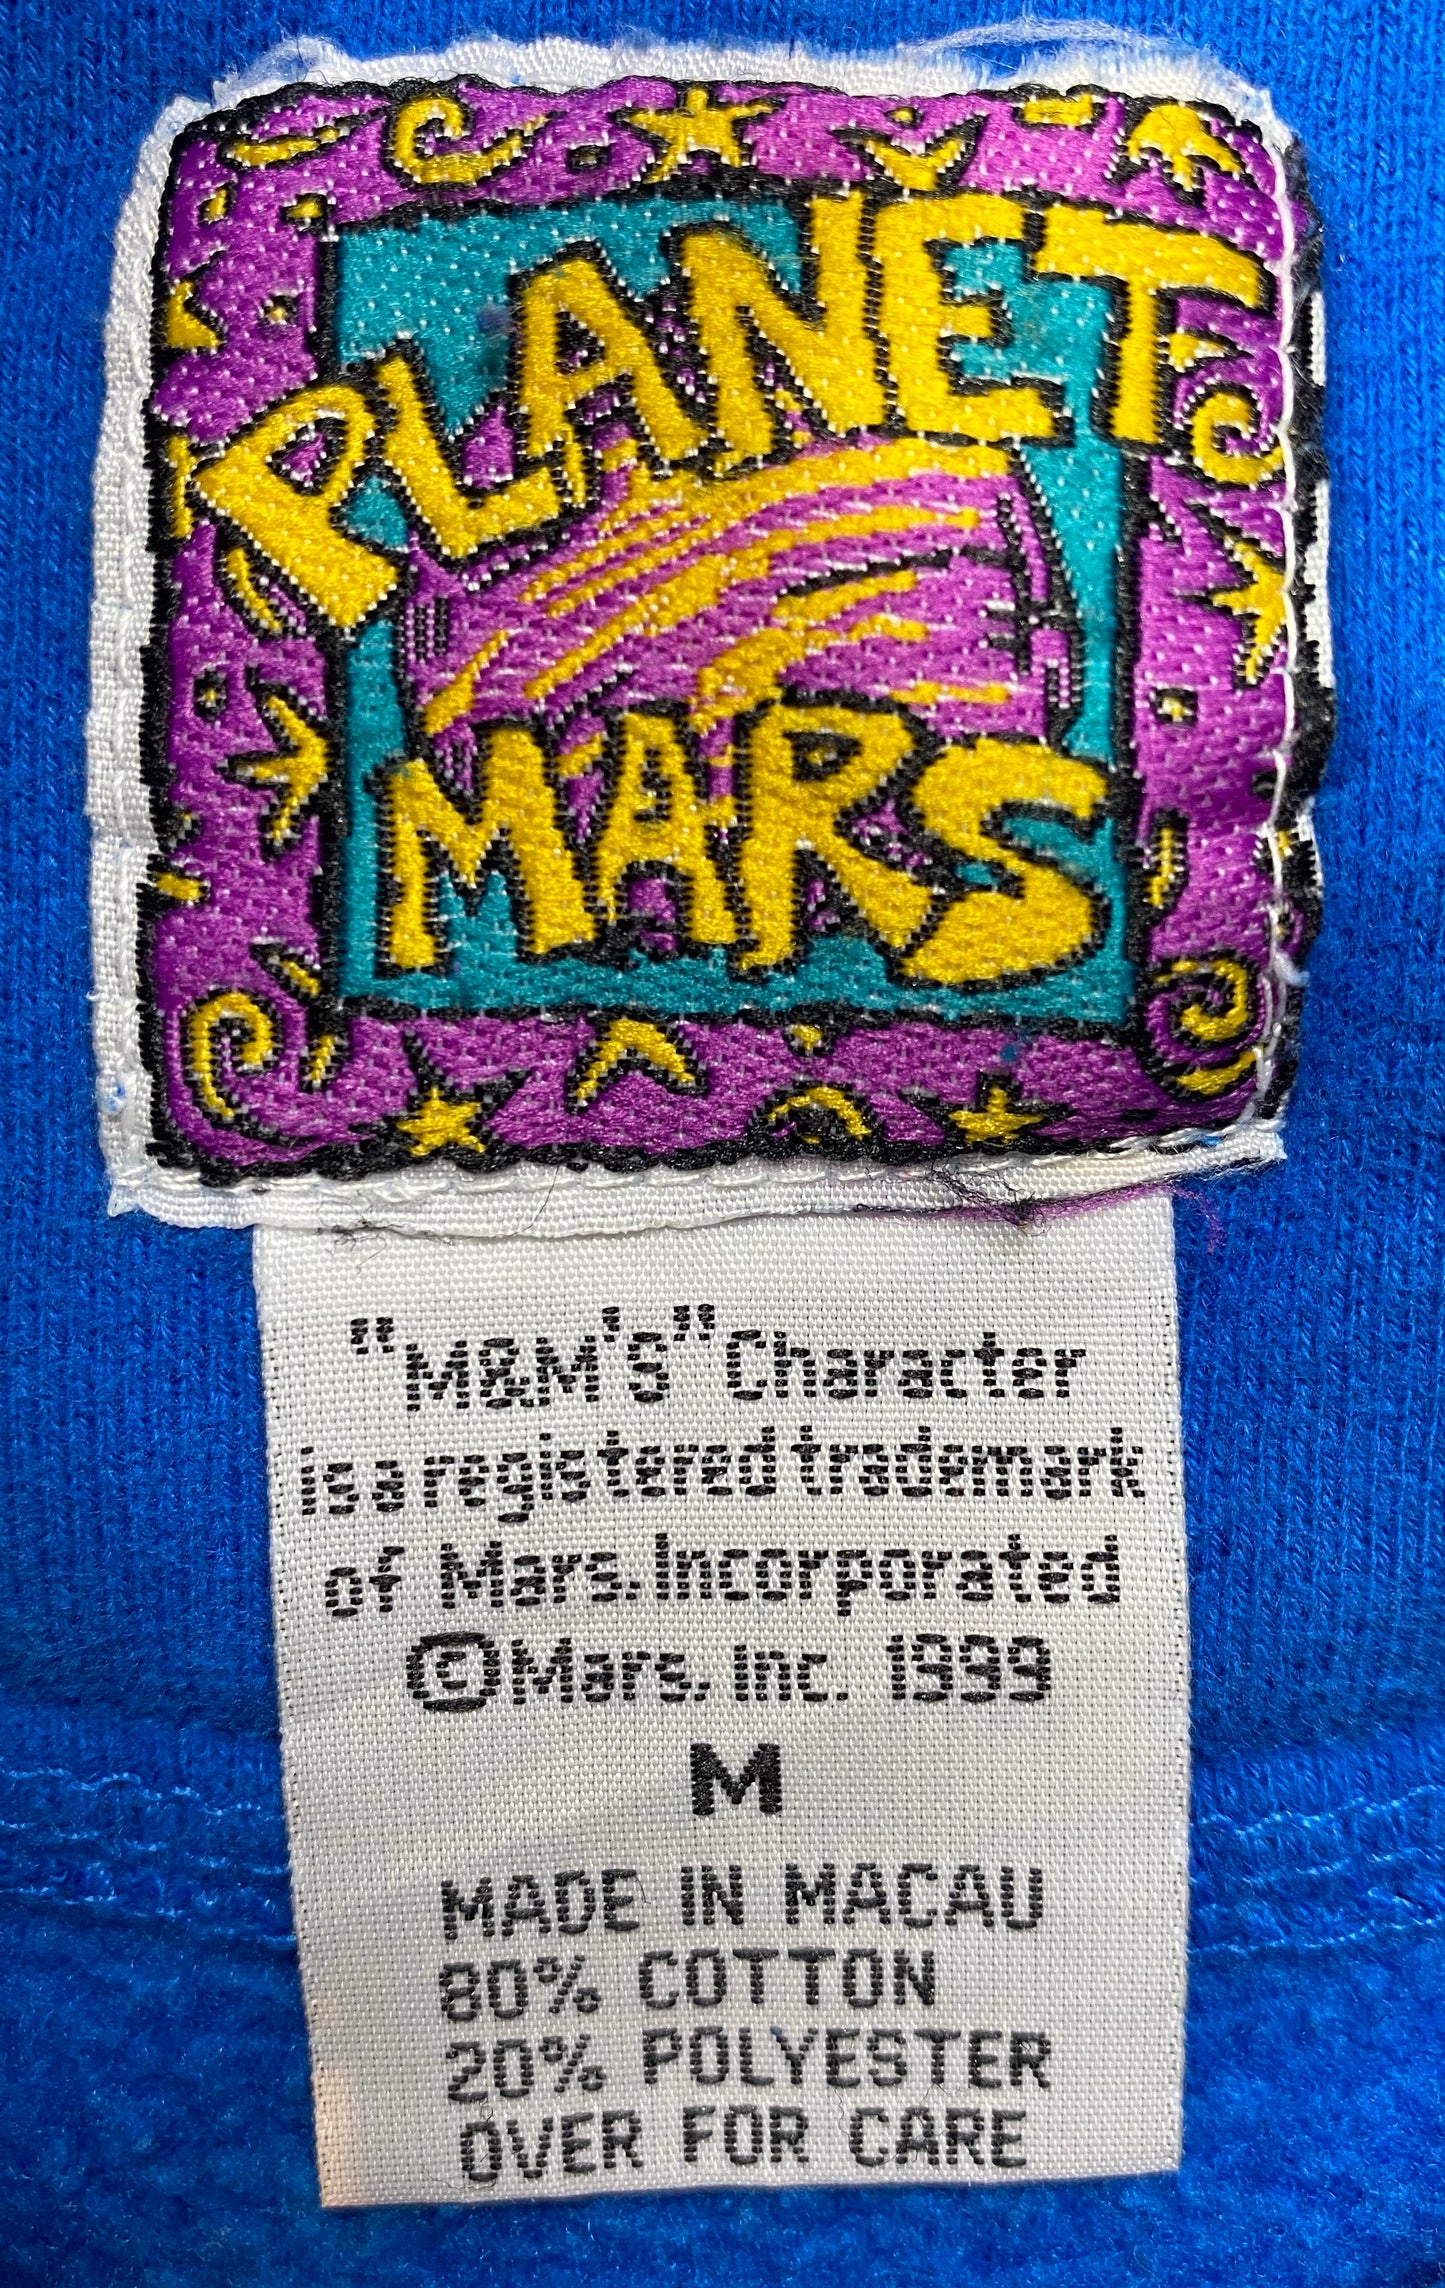 PLANET
MARS
"M&M's" Character
is a registered trademark
of Mars, Incorporated
©Mars, Inc. 1999
M
MADE IN MACAU
80% COTTON
20% POLYESTER
OVER FOR CARE